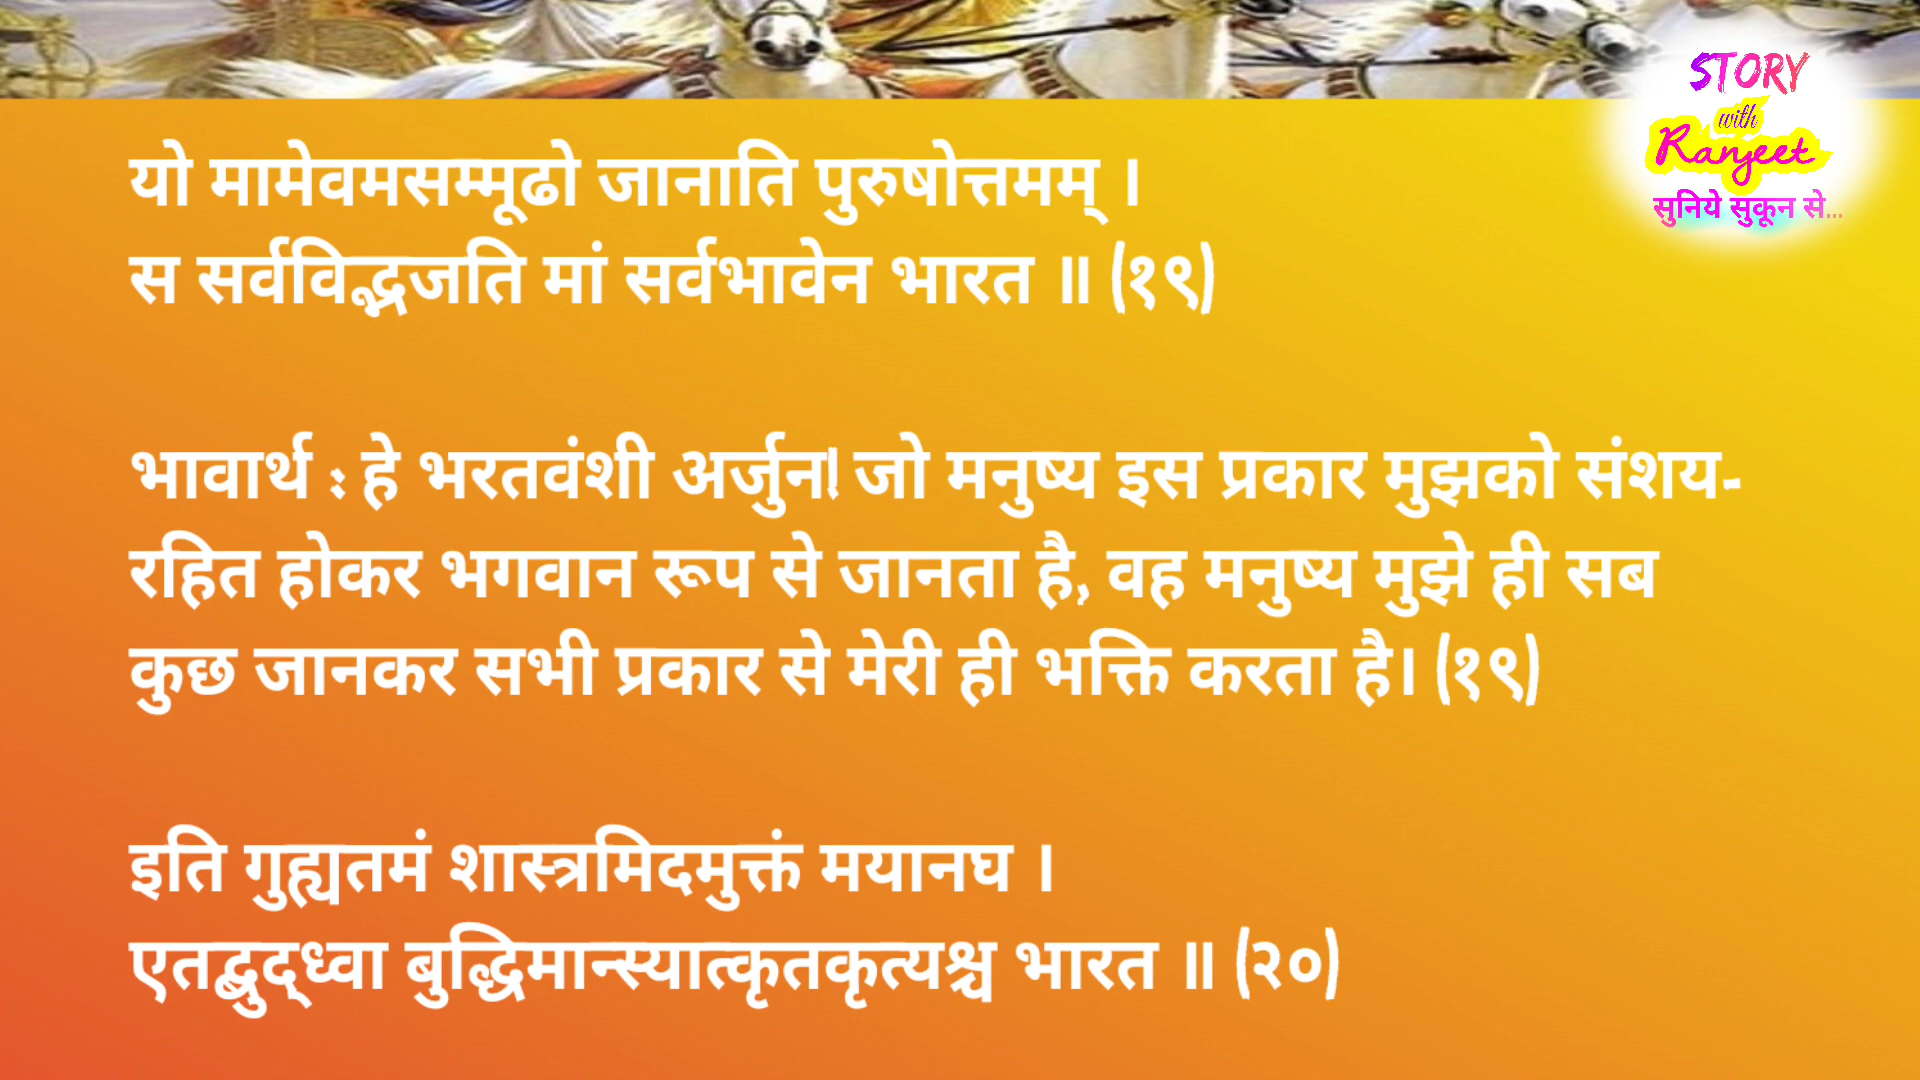 STORY
with
Ranjeet
सुनिये सुकून से...
यो मामेवमसम्मूढो जानाति पुरुषोत्तमम् ।
स सर्वविद्भजति मां सर्वभावेन भारत ॥ (१९)
भावार्थ : हे भरतवंशी अर्जुन! जो मनुष्य इस प्रकार मुझको संशय-
रहित होकर भगवान रूप से जानता है, वह मनुष्य मुझे ही सब
कुछ जानकर सभी प्रकार से मेरी ही भक्ति करता है। (१९)
इति गुह्यतमं शास्त्रमिदमुक्तं मयानघ ।
एतद्बुद्ध्वा बुद्धिमान्स्यात्कृतकृत्यश्च भारत ॥ (२०)